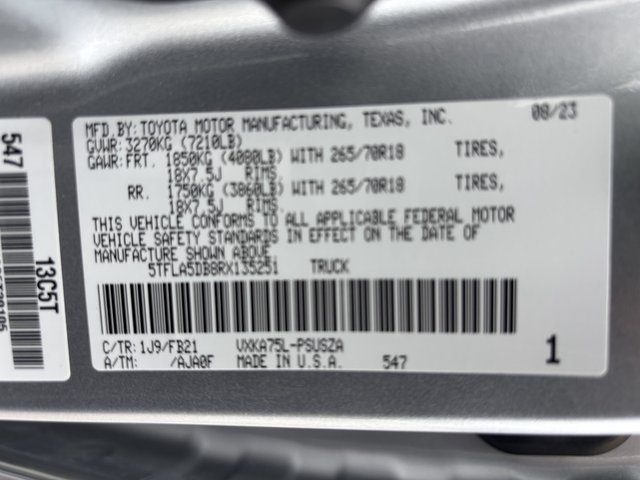 MFD.BY:TOYOTA MOTOR MANUFACTURING, TEXAS, INC. 08/23
GVWR:3270KG (7210LB)
GAWR:FRT. 1850KG (4080LB) WITH 265/70R18 TIRES,
18X7.5J RIMS
RR. 1750KG (3860LB) WITH 265/70R18 TIRES,
18X7.5J RIMS
THIS VEHICLE CONFORMS TO ALL APPLICABLE FEDERAL MOTOR
VEHICLE SAFETY STANDARDS IN EFFECT ON THE DATE OF
MANUFACTURE SHOWN ABOVE.
5TFLA5DB8RX135251 TRUCK
C/TR:1J9/FB21 VXKA75L-PSUSZA
A/TM: /AJA0F MADE IN U.S.A. 547 1
547
13C5T